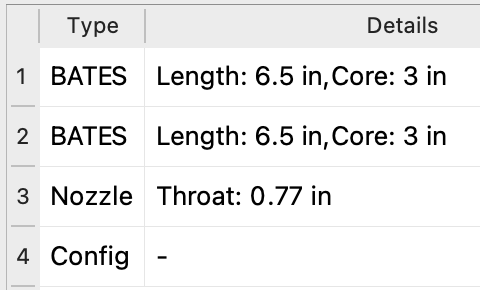 Type Details
1 BATES Length: 6.5 in,Core: 3 in
2 BATES Length: 6.5 in,Core: 3 in
3 Nozzle Throat: 0.77 in
4 Config -